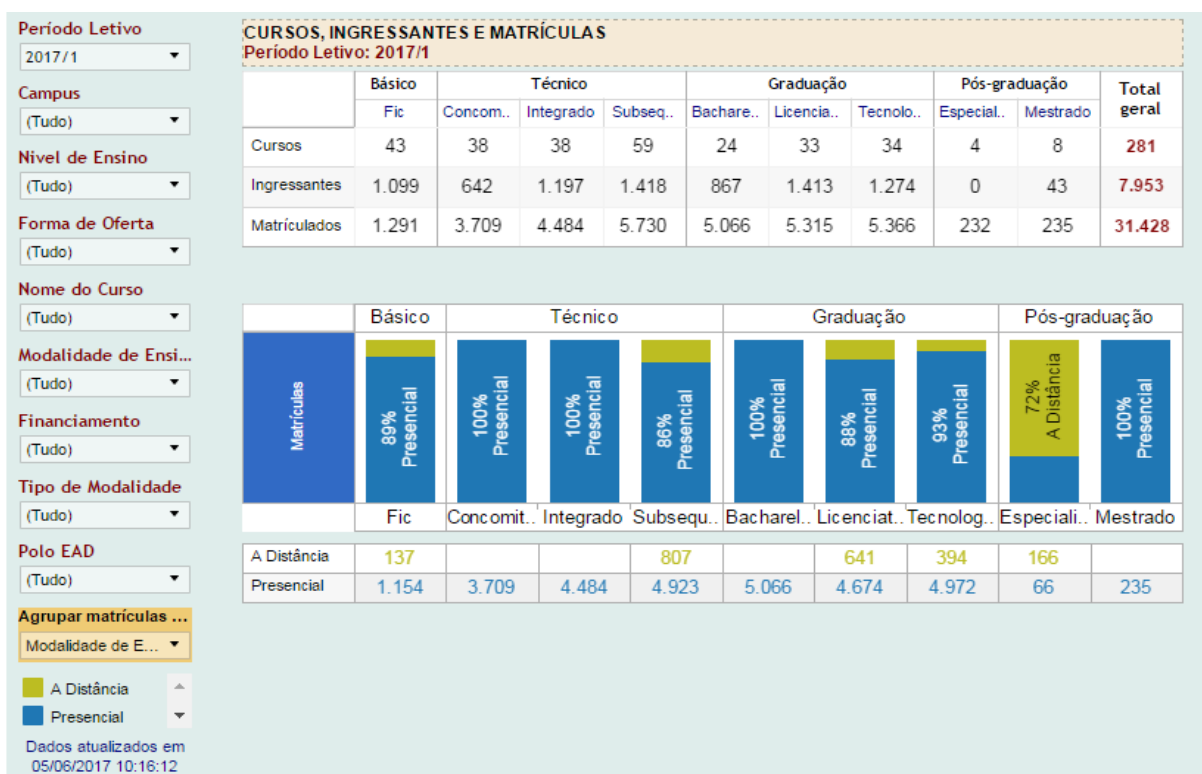 Período Letivo
2017/1
Campus
(Tudo)
Nivel de Ensino
(Tudo)
Forma de Oferta
(Tudo)
Nome do Curso
(Tudo)
Modalidade de Ensi...
(Tudo)
Financiamento
(Tudo)
Tipo de Modalidade
(Tudo)
Polo EAD
(Tudo)
Agrupar matrículas ...
Modalidade de E...
A Distância
Presencial
Dados atualizados em
05/06/2017 10:16:12
CURSOS, INGRESSANTES E MATRÍCULAS
Período Letivo: 2017/1
Básico Técnico Graduação Pós-graduação Total geral
Fic Concom.. Integrado Subseq.. Bachare.. Licencia.. Tecnolo.. Especial.. Mestrado
Cursos 43 38 38 59 24 33 34 4 8 281
Ingressantes 1.099 642 1.197 1.418 867 1.413 1.274 0 43 7.953
Matrículados 1.291 3.709 4.484 5.730 5.066 5.315 5.366 232 235 31.428
Básico Técnico Graduação Pós-graduação
Matrículas
89% Presencial
100% Presencial
100% Presencial
86% Presencial
100% Presencial
88% Presencial
93% Presencial
72% A Distância
100% Presencial
Fic Concomit.. Integrado Subsequ.. Bacharel.. Licenciat.. Tecnolog.. Especiali.. Mestrado
A Distância 137 807 641 394 166
Presencial 1.154 3.709 4.484 4.923 5.066 4.674 4.972 66 235